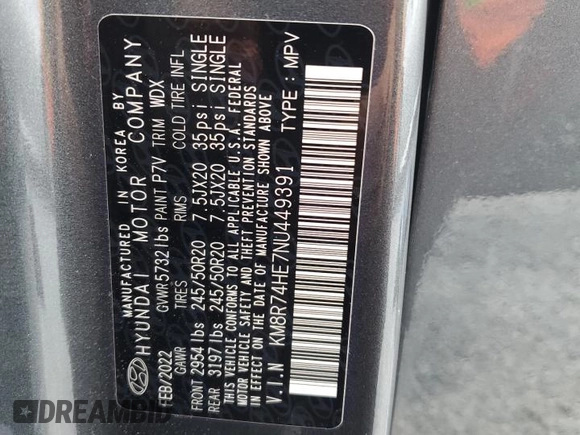 MANUFACTURED IN KOREA BY
HYUNDAI MOTOR COMPANY
FEB/2022 GVWR 5732lbs PAINT P7V TRIM WDX
GAWR TIRES RIMS COLD TIRE INFL
FRONT 2954 lbs 245/50R20 7.5JX20 35psi SINGLE
REAR 3197 lbs 245/50R20 7.5JX20 35psi SINGLE
THIS VEHICLE CONFORMS TO ALL APPLICABLE U.S.A. FEDERAL
MOTOR VEHICLE SAFETY AND THEFT PREVENTION STANDARDS
IN EFFECT ON THE DATE OF MANUFACTURE SHOWN ABOVE
V.I.N KM8R74HE7NU449391 TYPE : MPV
DREAMBID